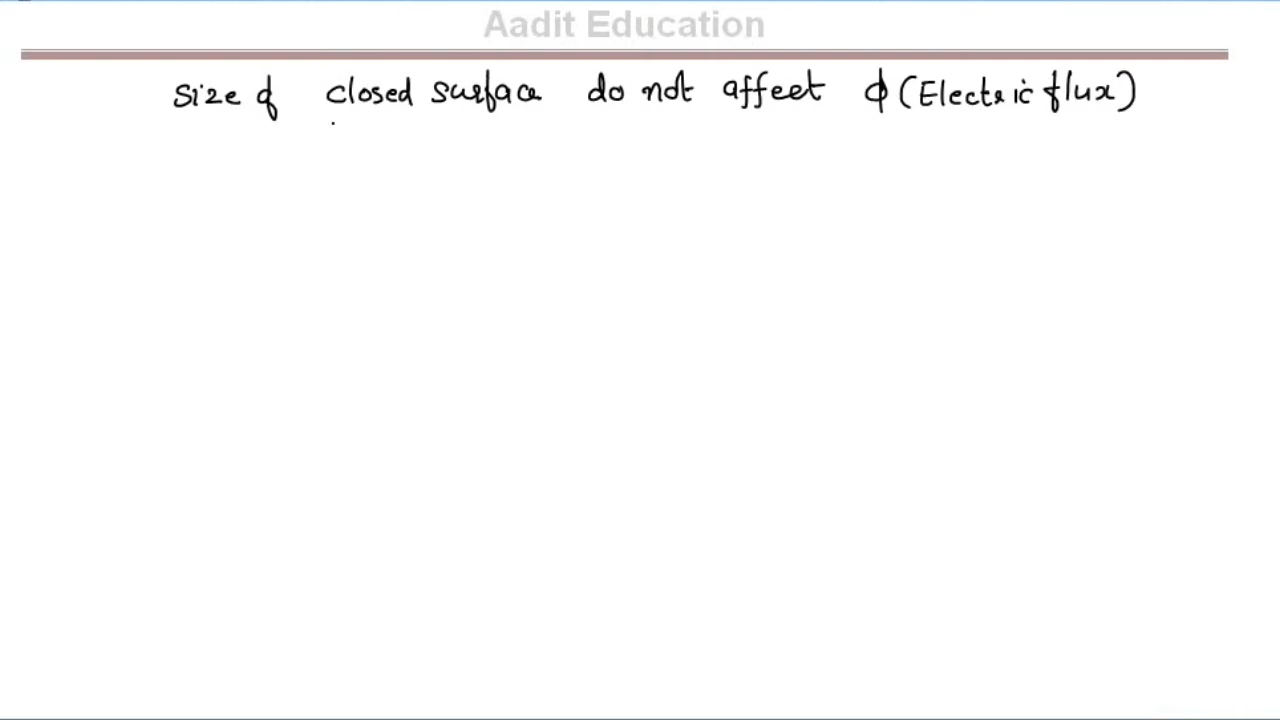 Aadit Education
size of closed surface do not affect ϕ (Electric flux)